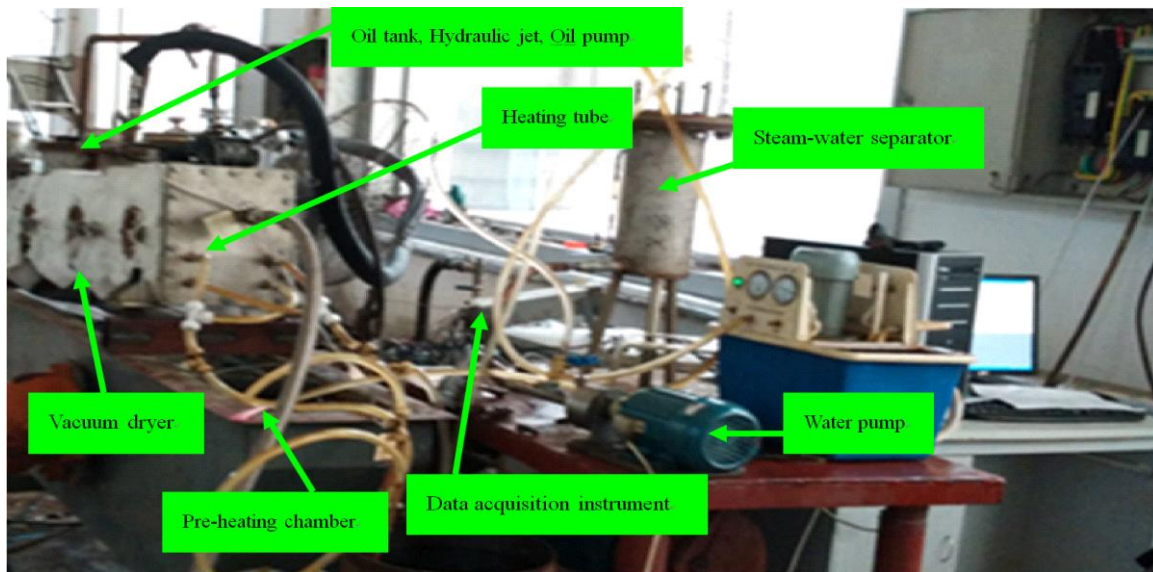 Oil tank, Hydraulic jet, Oil pump
Heating tube
Steam-water separator
Vacuum dryer
Water pump
Data acquisition instrument
Pre-heating chamber